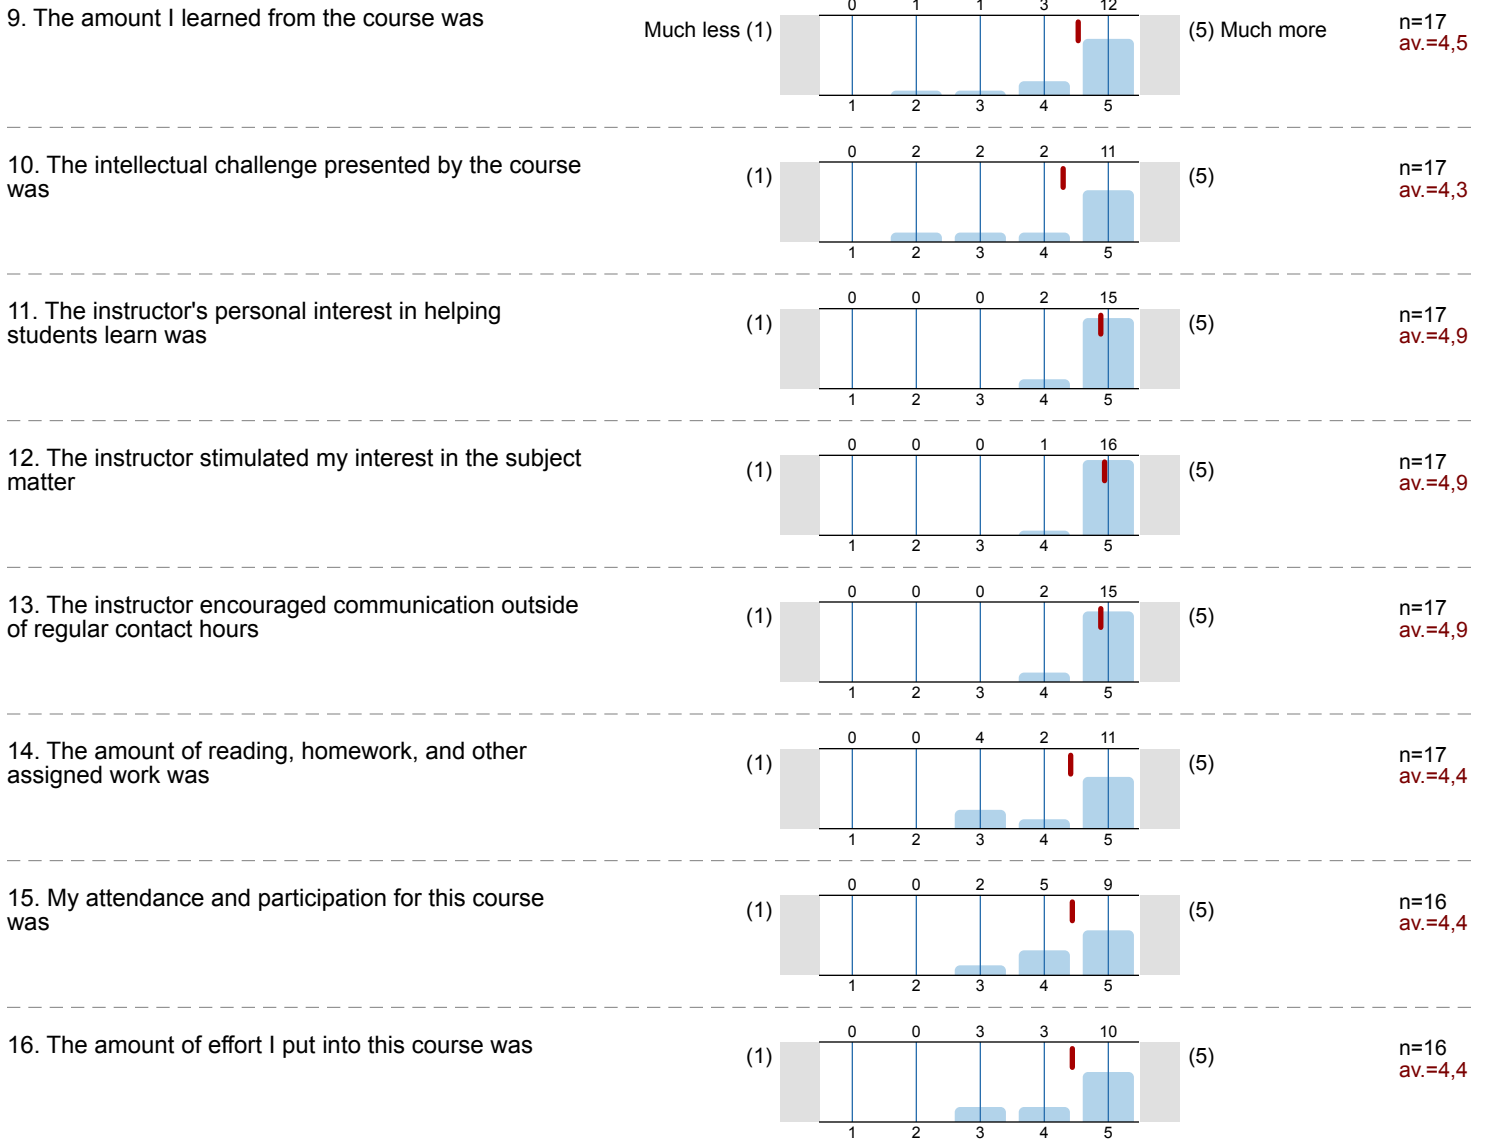 9. The amount I learned from the course was
0 1 1 3 12
Much less (1) (5) Much more
n=17
av.=4,5
1 2 3 4 5
10. The intellectual challenge presented by the course
was
0 2 2 2 11
(1) (5)
n=17
av.=4,3
1 2 3 4 5
11. The instructor's personal interest in helping
students learn was
0 0 0 2 15
(1) (5)
n=17
av.=4,9
1 2 3 4 5
12. The instructor stimulated my interest in the subject
matter
0 0 0 1 16
(1) (5)
n=17
av.=4,9
1 2 3 4 5
13. The instructor encouraged communication outside
of regular contact hours
0 0 0 2 15
(1) (5)
n=17
av.=4,9
1 2 3 4 5
14. The amount of reading, homework, and other
assigned work was
0 0 4 2 11
(1) (5)
n=17
av.=4,4
1 2 3 4 5
15. My attendance and participation for this course
was
0 0 2 5 9
(1) (5)
n=16
av.=4,4
1 2 3 4 5
16. The amount of effort I put into this course was
0 0 3 3 10
(1) (5)
n=16
av.=4,4
1 2 3 4 5